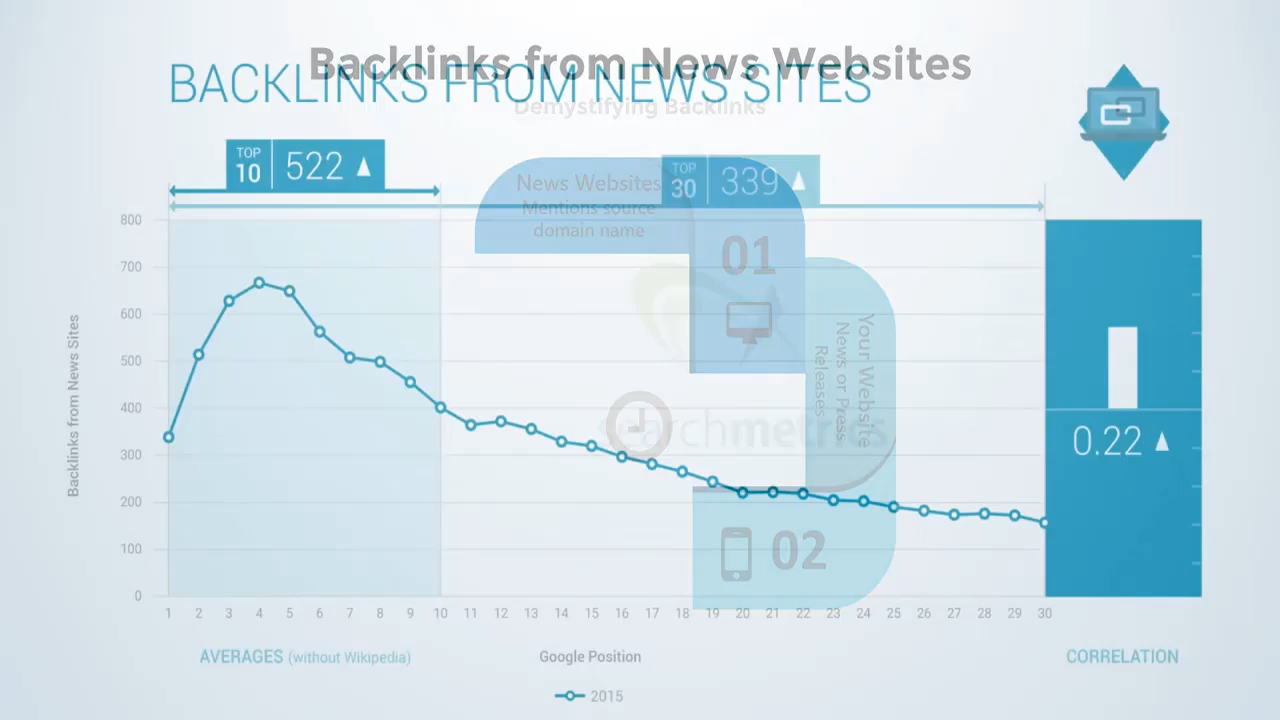 Backlinks from News Websites
BACKLINKS FROM NEWS SITES
Demystifying Backlinks
TOP
10
522
TOP
30
339
News Websites
Mentions source
domain name
01
Your Website
News or Press
Releases
02
searchmetrics
Backlinks from News Sites
800
700
600
500
400
300
200
100
0
1 2 3 4 5 6 7 8 9 10 11 12 13 14 15 16 17 18 19 20 21 22 23 24 25 26 27 28 29 30
0.22
AVERAGES (without Wikipedia)
Google Position
CORRELATION
2015